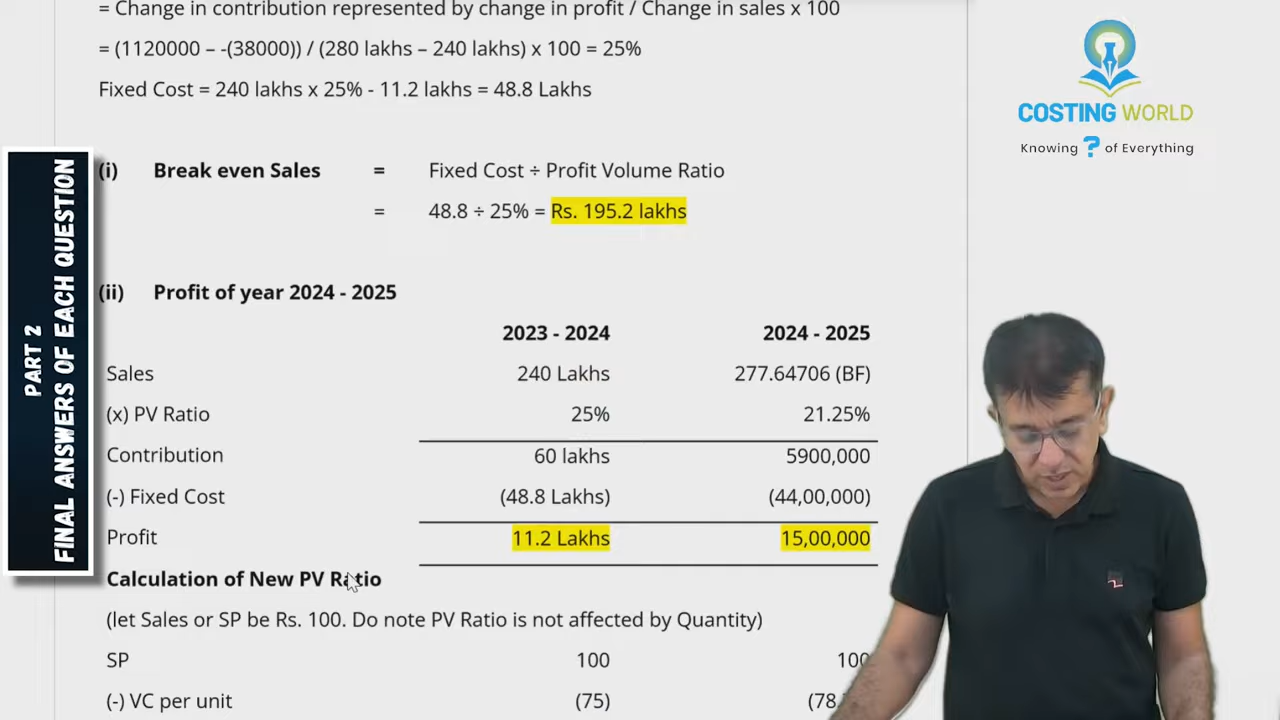 = Change in contribution represented by change in profit / Change in sales x 100
= (1120000 – -(38000)) / (280 lakhs – 240 lakhs) x 100 = 25%
Fixed Cost = 240 lakhs x 25% - 11.2 lakhs = 48.8 Lakhs
(i) Break even Sales = Fixed Cost ÷ Profit Volume Ratio
= 48.8 ÷ 25% = Rs. 195.2 lakhs
(ii) Profit of year 2024 - 2025
2023 - 2024 2024 - 2025
Sales 240 Lakhs 277.64706 (BF)
(x) PV Ratio 25% 21.25%
Contribution 60 lakhs 5900,000
(-) Fixed Cost (48.8 Lakhs) (44,00,000)
Profit 11.2 Lakhs 15,00,000
Calculation of New PV Ratio
(let Sales or SP be Rs. 100. Do note PV Ratio is not affected by Quantity)
SP 100 100
(-) VC per unit (75) (78.
PART 2
FINAL ANSWERS OF EACH QUESTION
COSTING WORLD
Knowing ? of Everything